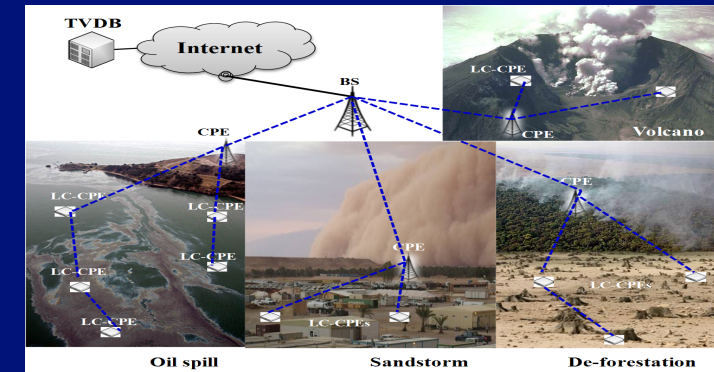 TVDB
Internet
BS
LC-CPE
CPE
Volcano
CPE
LC-CPE
LC-CPE
LC-CPE
LC-CPE
LC-CPE
CPE
LC-CPEs
CPE
LC-CPEs
Oil spill
Sandstorm
De-forestation